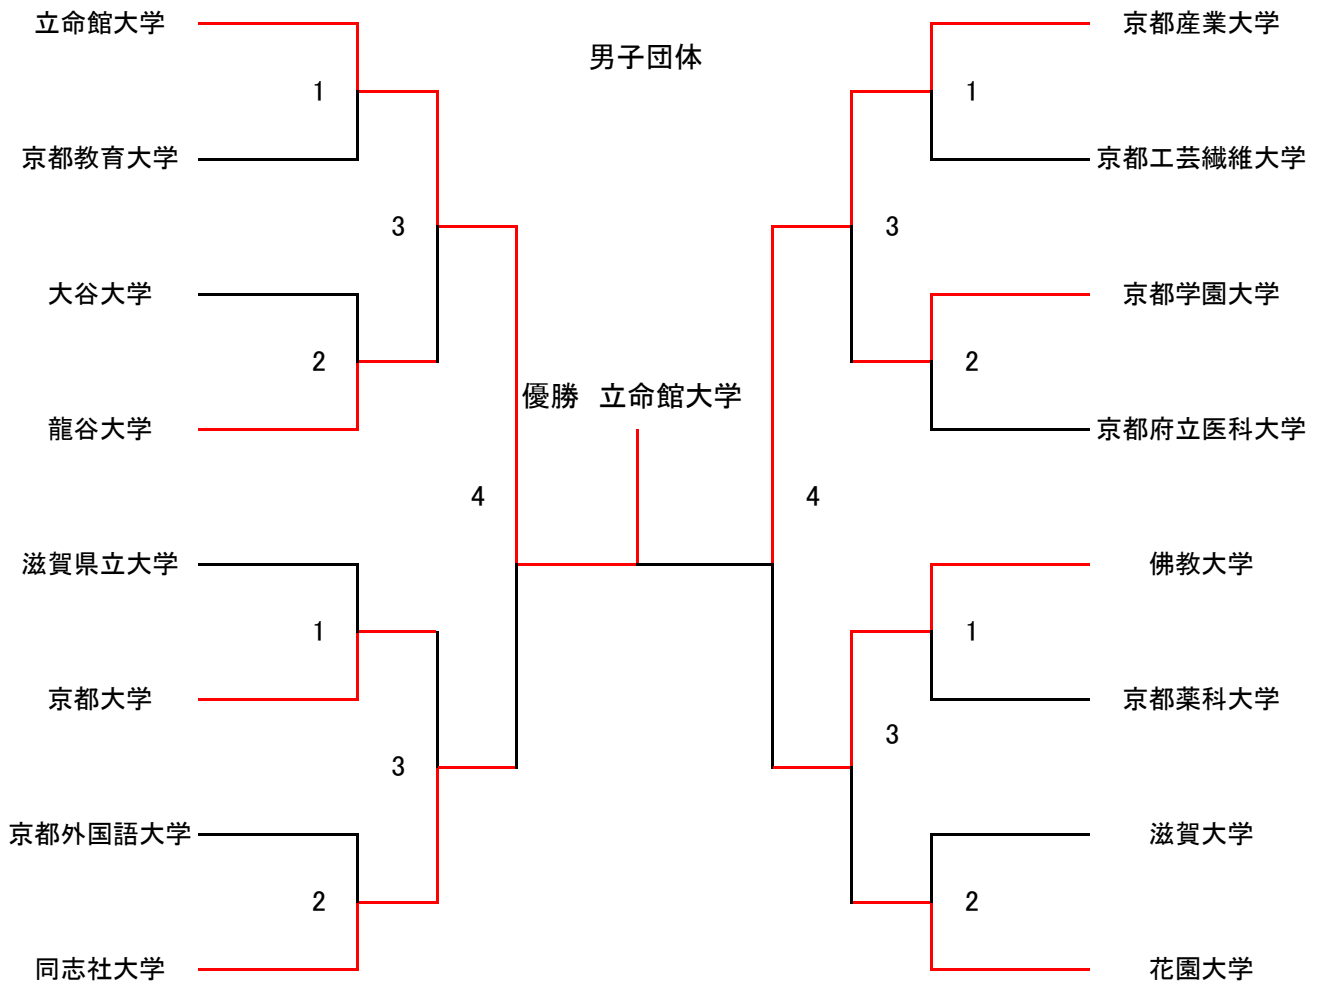 男子団体
立命館大学
1
京都教育大学
3
大谷大学
2
龍谷大学
4
滋賀県立大学
1
京都大学
3
京都外国語大学
2
同志社大学
優勝 立命館大学
京都産業大学
1
京都工芸繊維大学
3
京都学園大学
2
京都府立医科大学
4
佛教大学
1
京都薬科大学
3
滋賀大学
2
花園大学